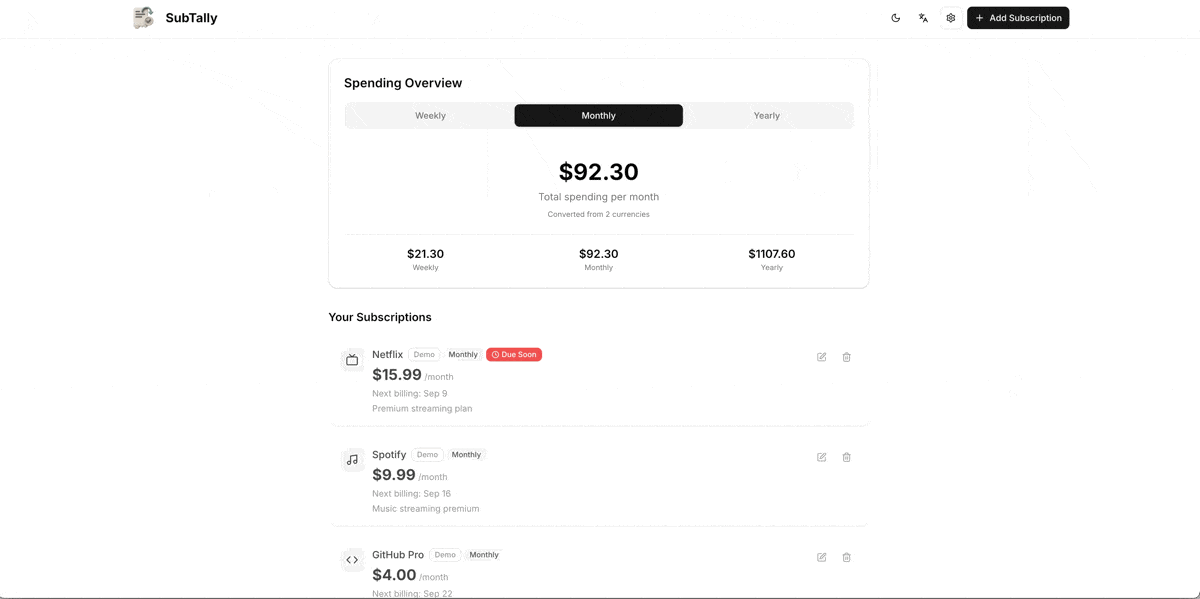 SubTally
Add Subscription
Spending Overview
Weekly Monthly Yearly
$92.30
Total spending per month
Converted from 2 currencies
$21.30 $92.30 $1107.60
Weekly Monthly Yearly
Your Subscriptions
Netflix Demo Monthly Due Soon
$15.99 /month
Next billing: Sep 9
Premium streaming plan
Spotify Demo Monthly
$9.99 /month
Next billing: Sep 16
Music streaming premium
GitHub Pro Demo Monthly
$4.00 /month
Next billing: Sep 22